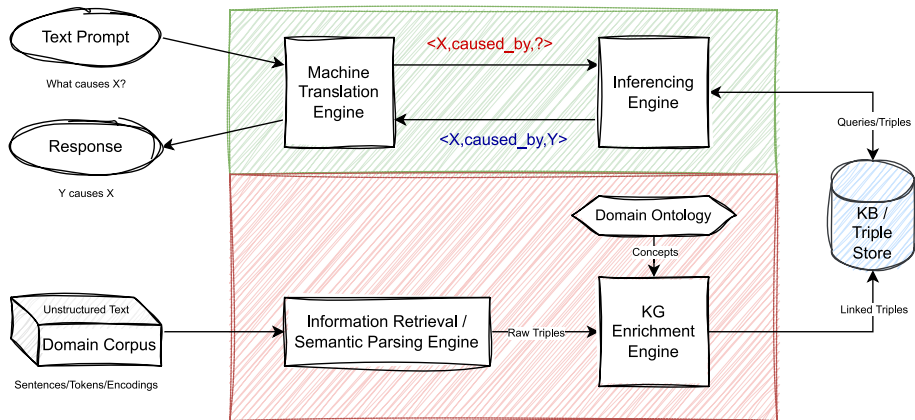 Text Prompt
What causes X?
Response
Y causes X
Machine
Translation
Engine
<X,caused_by,?>
<X,caused_by,Y>
Inferencing
Engine
Queries/Triples
KB /
Triple
Store
Linked Triples
Domain Ontology
Concepts
Unstructured Text
Domain Corpus
Sentences/Tokens/Encodings
Information Retrieval /
Semantic Parsing Engine
Raw Triples
KG
Enrichment
Engine